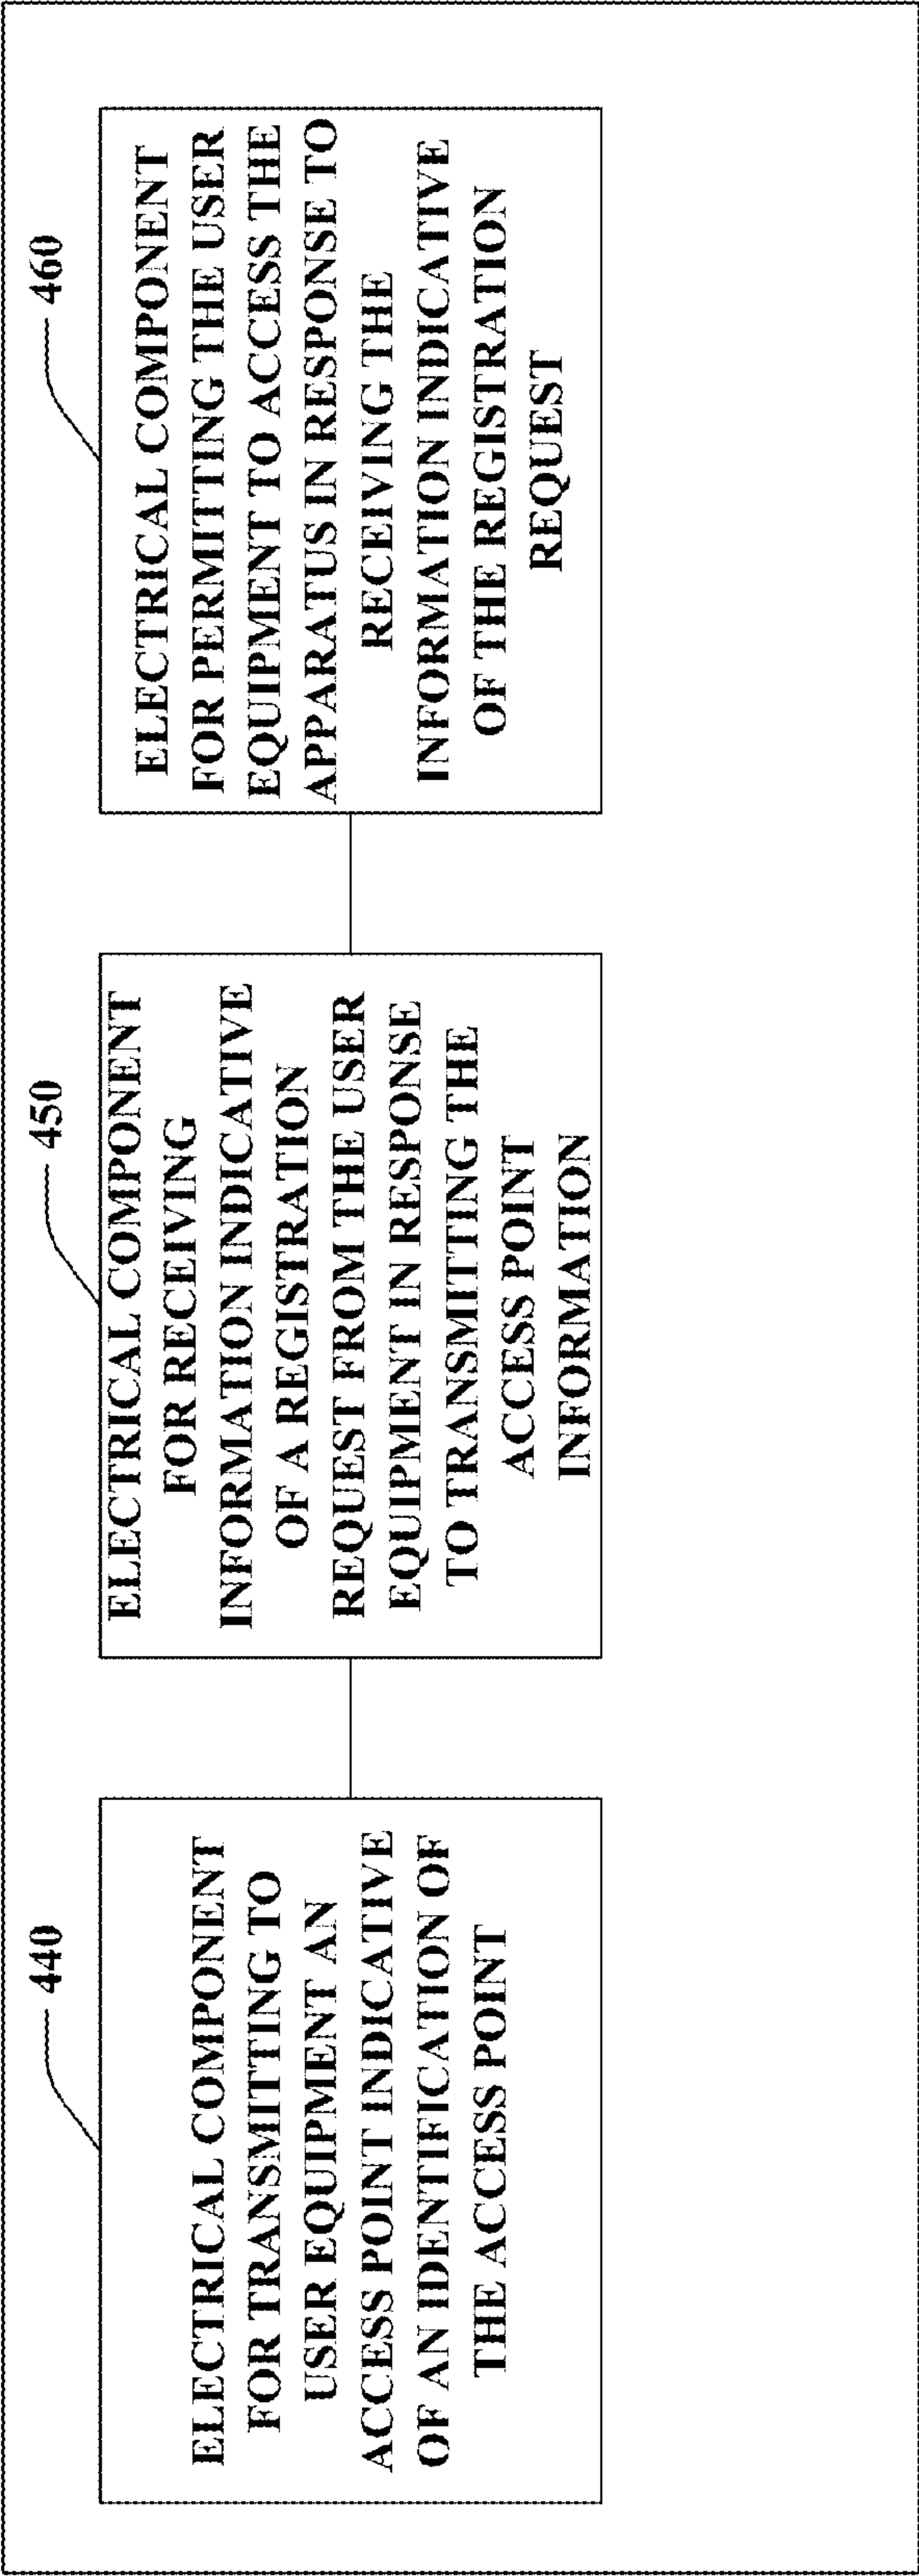 440
ELECTRICAL COMPONENT
FOR TRANSMITTING TO
USER EQUIPMENT AN
ACCESS POINT INDICATIVE
OF AN IDENTIFICATION OF
THE ACCESS POINT
450
ELECTRICAL COMPONENT
FOR RECEIVING
INFORMATION INDICATIVE
OF A REGISTRATION
REQUEST FROM THE USER
EQUIPMENT IN RESPONSE
TO TRANSMITTING THE
ACCESS POINT
INFORMATION
460
ELECTRICAL COMPONENT
FOR PERMITTING THE USER
EQUIPMENT TO ACCESS THE
APPARATUS IN RESPONSE TO
RECEIVING THE
INFORMATION INDICATIVE
OF THE REGISTRATION
REQUEST